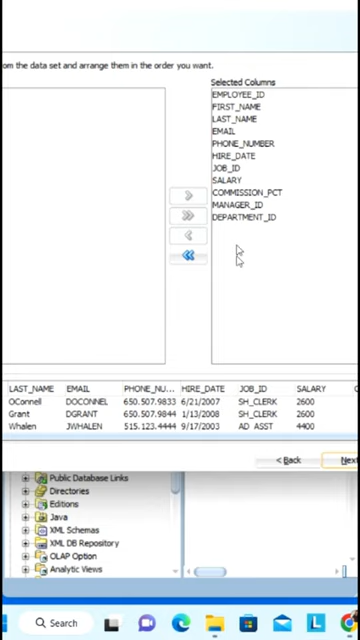 om the data set and arrange them in the order you want.
Selected Columns
EMPLOYEE_ID
FIRST_NAME
LAST_NAME
EMAIL
PHONE_NUMBER
HIRE_DATE
JOB_ID
SALARY
COMMISSION_PCT
MANAGER_ID
DEPARTMENT_ID
LAST_NAME EMAIL PHONE_NU... HIRE_DATE JOB_ID SALARY C
OConnell DOCONNEL 650.507.9833 6/21/2007 SH_CLERK 2600
Grant DGRANT 650.507.9844 1/13/2008 SH_CLERK 2600
Whalen JWHALEN 515.123.4444 9/17/2003 AD_ASST 4400
< Back Next
Public Database Links
Directories
Editions
Java
XML Schemas
XML DB Repository
OLAP Option
Analytic Views
Search